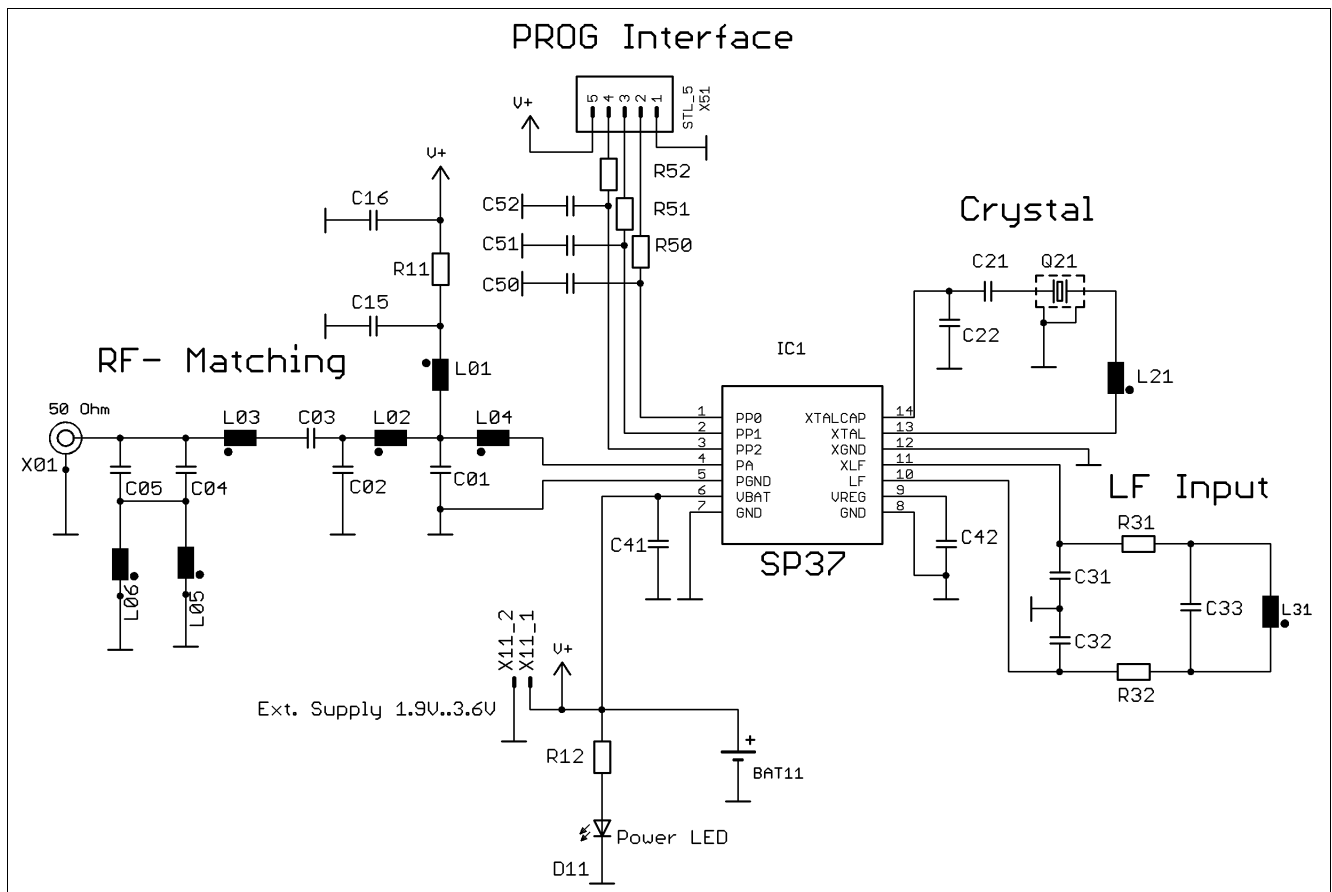 PROG Interface
V+
5 4 3 2 1
STL_5
X51
V+
R52
C16
C52
R51
Crystal
C51
R50
R11
C21
Q21
C50
C15
C22
IC1
RF- Matching
L01
L21
50 Ohm
L03
C03
L02
L04
1 PP0 XTALCAP 14
2 PP1 XTAL 13
3 PP2 XGND 12
4 PA XLF 11
5 PGND LF 10
6 VBAT VREG 9
7 GND GND 8
X01
C05
C04
C02
C01
LF Input
R31
C41
SP37
C42
C31
L06
L05
C33
L31
C32
X11_2
X11_1
V+
R32
Ext. Supply 1.9V..3.6V
R12
+
BAT11
Power LED
D11